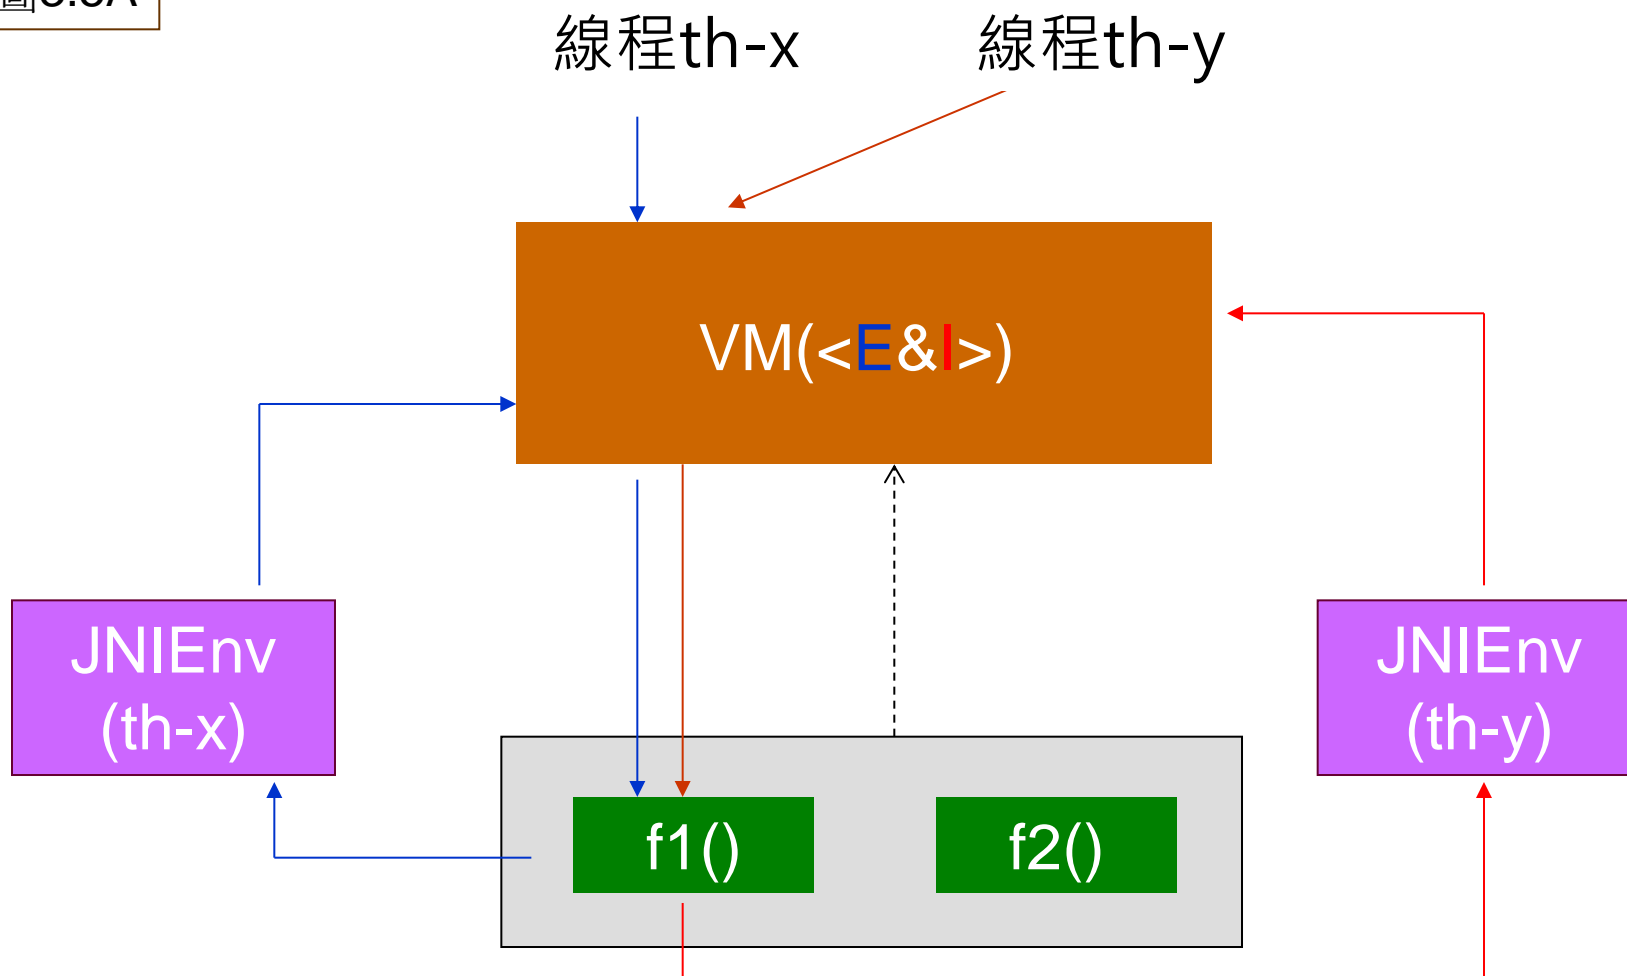 線程th-x
線程th-y
VM(<E&I>)
JNIEnv
(th-x)
JNIEnv
(th-y)
f1()
f2()